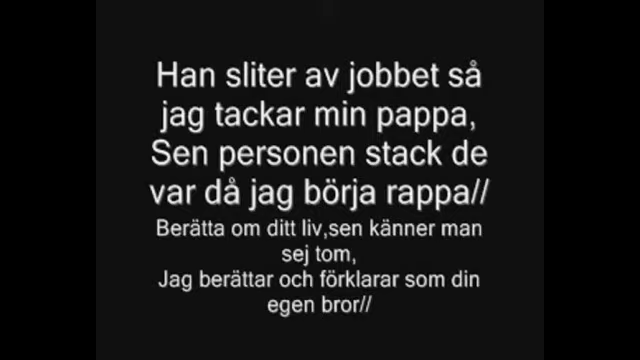 Han sliter av jobbet så
jag tackar min pappa,
Sen personen stack de
var då jag börja rappa//
Berätta om ditt liv,sen känner man
sej tom,
Jag berättar och förklarar som din
egen bror//